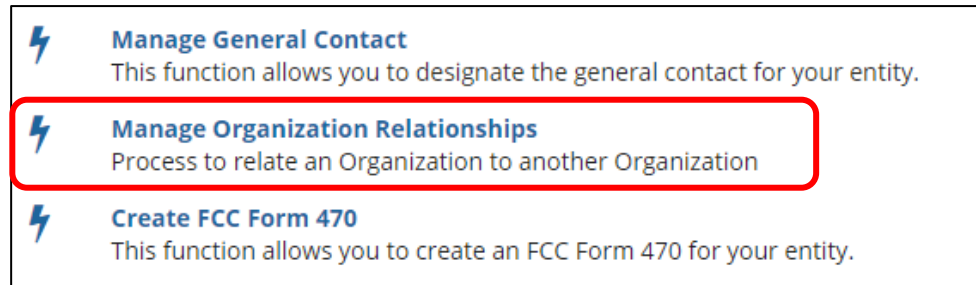 Manage General Contact
This function allows you to designate the general contact for your entity.
Manage Organization Relationships
Process to relate an Organization to another Organization
Create FCC Form 470
This function allows you to create an FCC Form 470 for your entity.